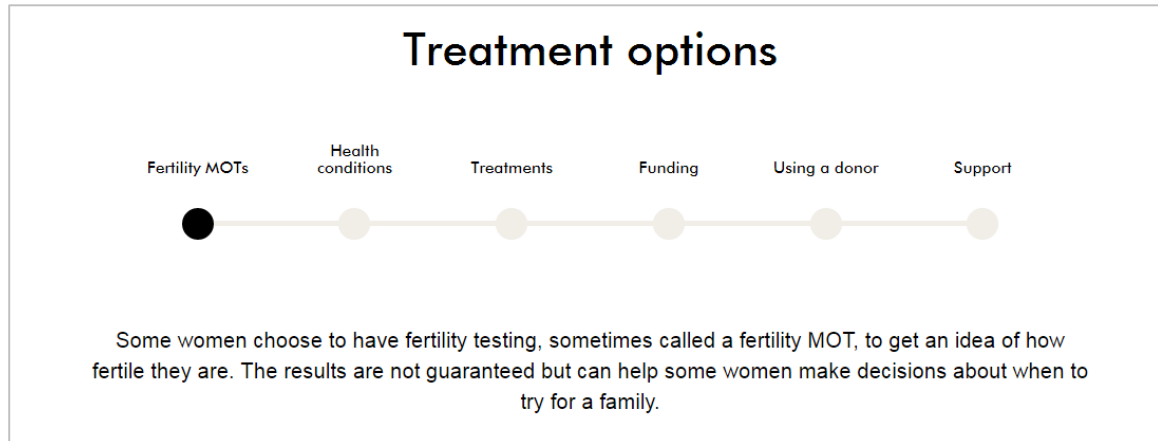 Treatment options
Fertility MOTs
Health
conditions
Treatments
Funding
Using a donor
Support
Some women choose to have fertility testing, sometimes called a fertility MOT, to get an idea of how
fertile they are. The results are not guaranteed but can help some women make decisions about when to
try for a family.